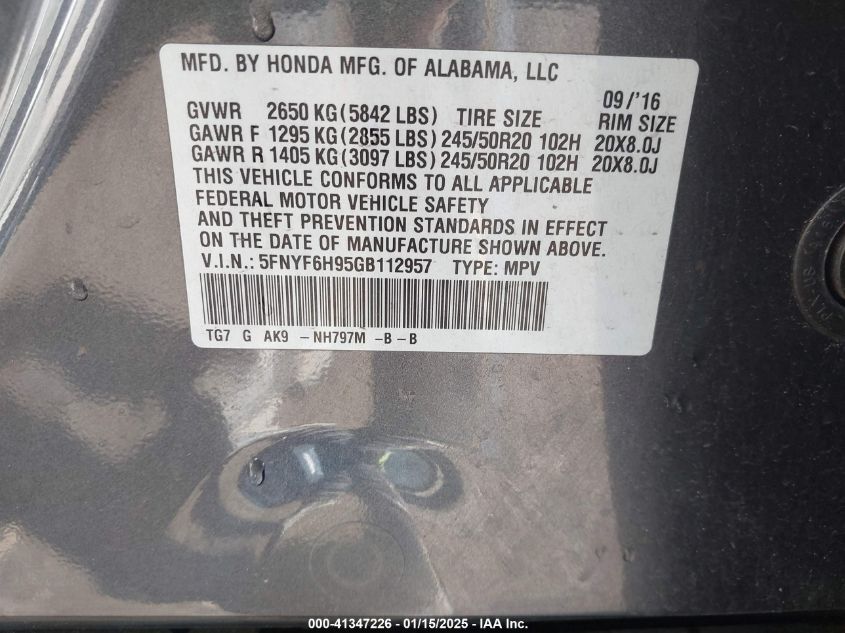 MFD. BY HONDA MFG. OF ALABAMA, LLC
09/'16
GVWR 2650 KG(5842 LBS) TIRE SIZE RIM SIZE
GAWR F 1295 KG(2855 LBS) 245/50R20 102H 20X8.0J
GAWR R 1405 KG(3097 LBS) 245/50R20 102H 20X8.0J
THIS VEHICLE CONFORMS TO ALL APPLICABLE
FEDERAL MOTOR VEHICLE SAFETY
AND THEFT PREVENTION STANDARDS IN EFFECT
ON THE DATE OF MANUFACTURE SHOWN ABOVE.
V.I.N.: 5FNYF6H95GB112957 TYPE: MPV
TG7 G AK9 -NH797M -B-B
000-41347226 - 01/15/2025 - IAA Inc.